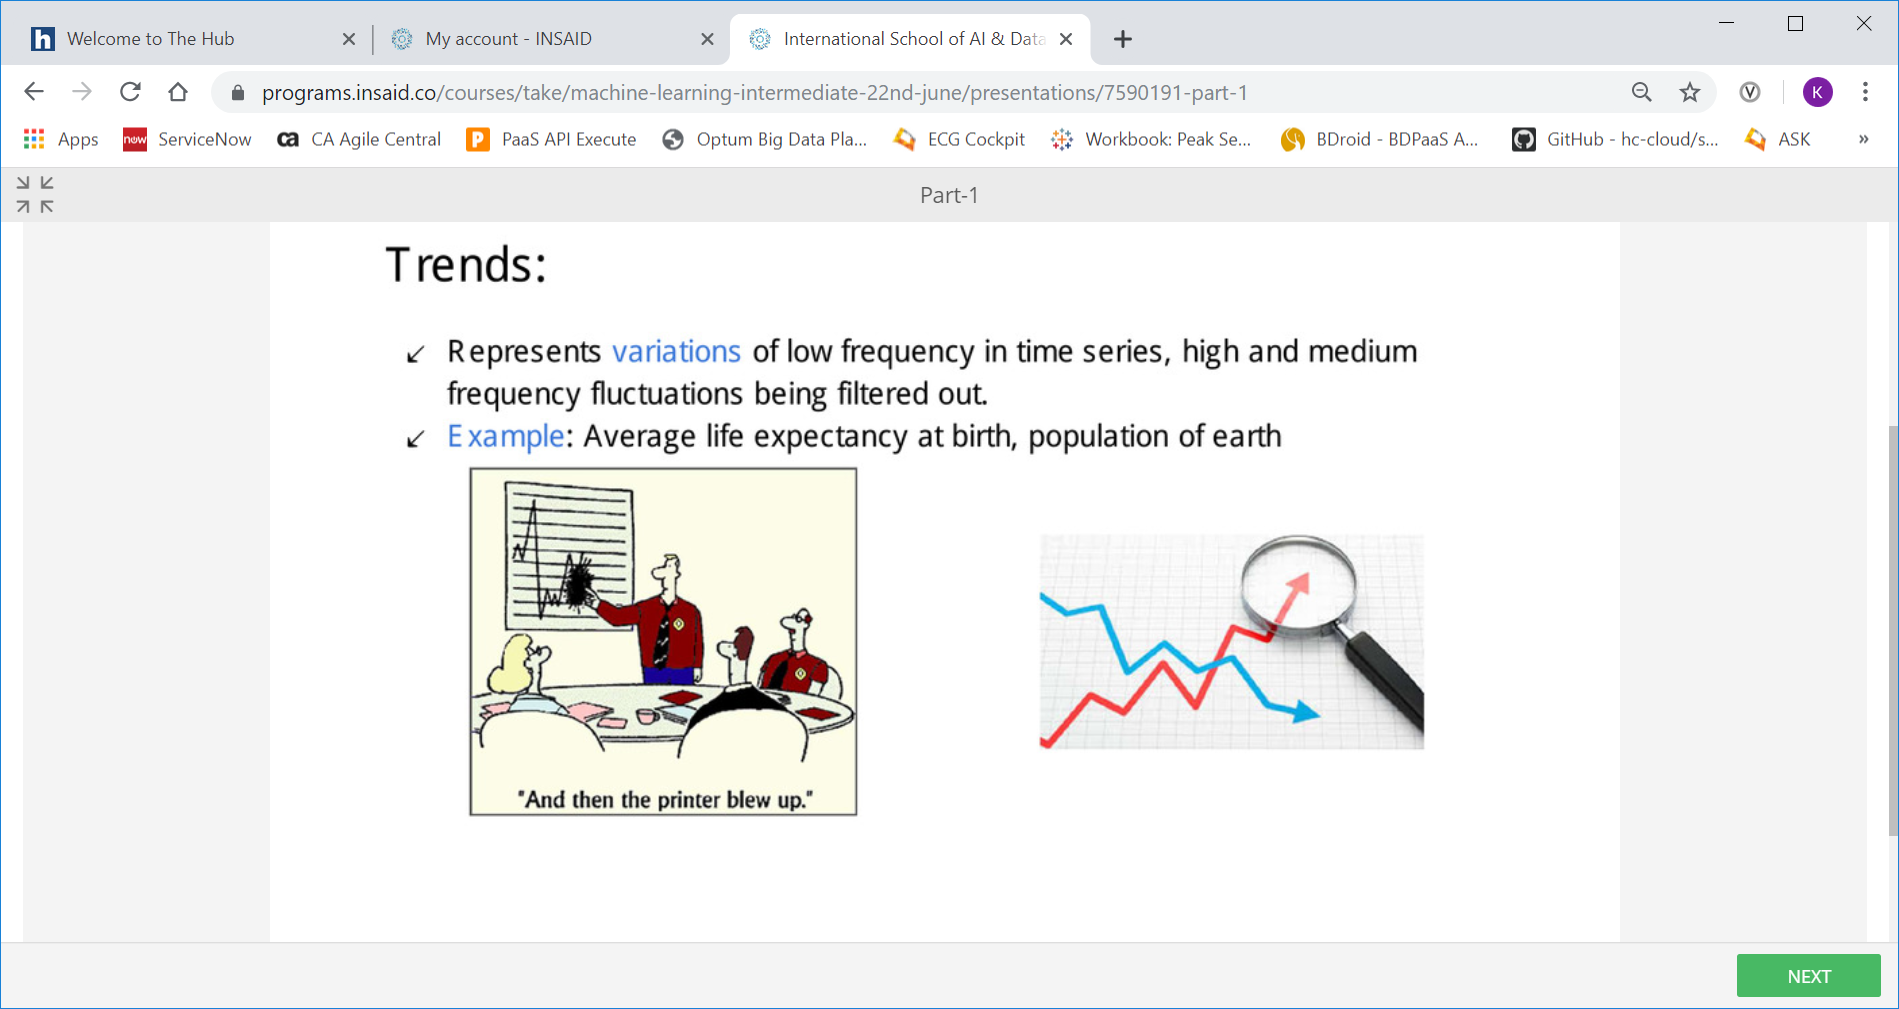 Welcome to The Hub
My account - INSAID
International School of AI & Data
programs.insaid.co/courses/take/machine-learning-intermediate-22nd-june/presentations/7590191-part-1
K
Apps
now
ServiceNow
ca
CA Agile Central
P
PaaS API Execute
Optum Big Data Pla...
ECG Cockpit
Workbook: Peak Se...
BDroid - BDPaaS A...
GitHub - hc-cloud/s...
ASK
»
Part-1
Trends:
Represents variations of low frequency in time series, high and medium
frequency fluctuations being filtered out.
Example: Average life expectancy at birth, population of earth
"And then the printer blew up."
NEXT